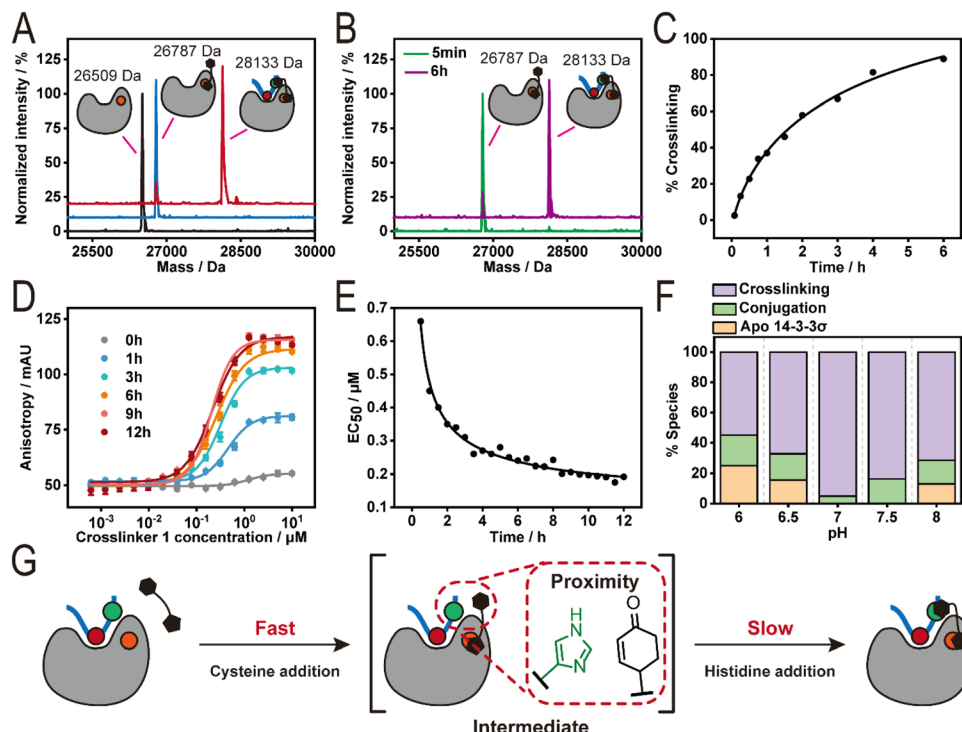 A
26509 Da
26787 Da
28133 Da
Normalized intensity / %
125
100
75
50
25
0
25500
27000
28500
30000
Mass / Da
B
5min
6h
26787 Da
28133 Da
Normalized intensity / %
125
100
75
50
25
0
25500
27000
28500
30000
Mass / Da
C
% Crosslinking
100
80
60
40
20
0
0
1
2
3
4
5
6
Time / h
D
Anisotropy / mAU
125
100
75
50
0h
1h
3h
6h
9h
12h
10⁻³
10⁻²
10⁻¹
10⁰
10¹
Crosslinker 1 concentration / μM
E
EC₅₀ / μM
0.7
0.6
0.5
0.4
0.3
0.2
0.1
0
2
4
6
8
10
12
Time / h
F
Crosslinking
Conjugation
Apo 14-3-3σ
% Species
100
80
60
40
20
0
6
6.5
7
7.5
8
pH
G
Fast
Cysteine addition
Proximity
H
N
N
O
Intermediate
Slow
Histidine addition